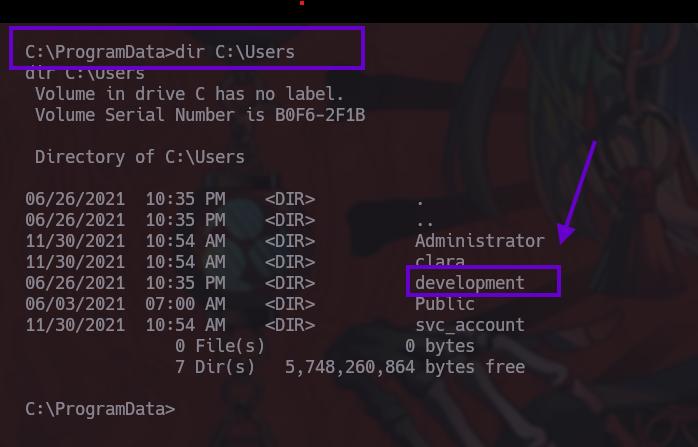 C:\ProgramData>dir C:\Users
dir C:\Users
Volume in drive C has no label.
Volume Serial Number is B0F6-2F1B
Directory of C:\Users
06/26/2021  10:35 PM    <DIR>          .
06/26/2021  10:35 PM    <DIR>          ..
11/30/2021  10:54 AM    <DIR>          Administrator
11/30/2021  10:54 AM    <DIR>          clara
06/26/2021  10:35 PM    <DIR>          development
06/03/2021  07:00 AM    <DIR>          Public
11/30/2021  10:54 AM    <DIR>          svc_account
0 File(s)              0 bytes
7 Dir(s)   5,748,260,864 bytes free
C:\ProgramData>